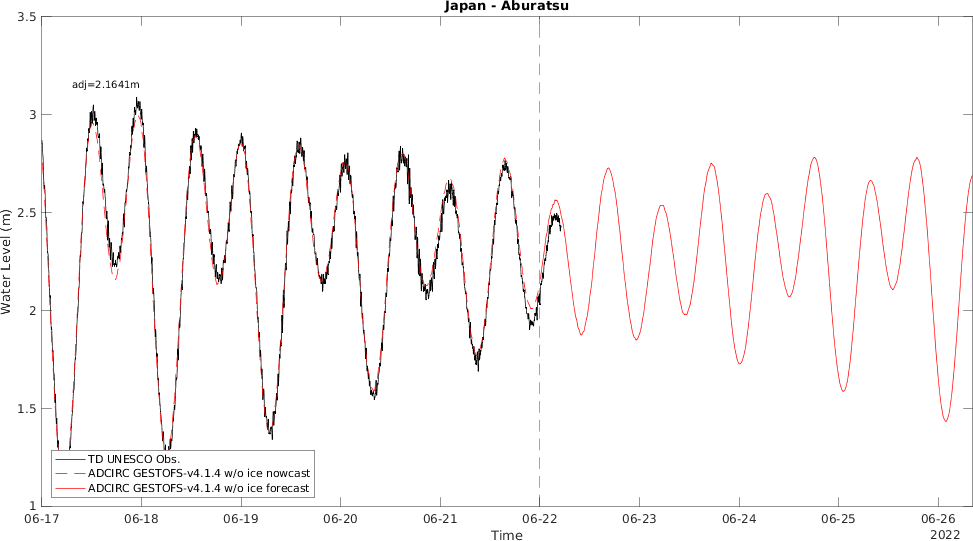 Japan - Aburatsu
3.5
adj=2.1641m
3
2.5
Water Level (m)
2
1.5
TD UNESCO Obs.
ADCIRC GESTOFS-v4.1.4 w/o ice nowcast
ADCIRC GESTOFS-v4.1.4 w/o ice forecast
1
06-17 06-18 06-19 06-20 06-21 06-22 06-23 06-24 06-25 06-26
Time 2022